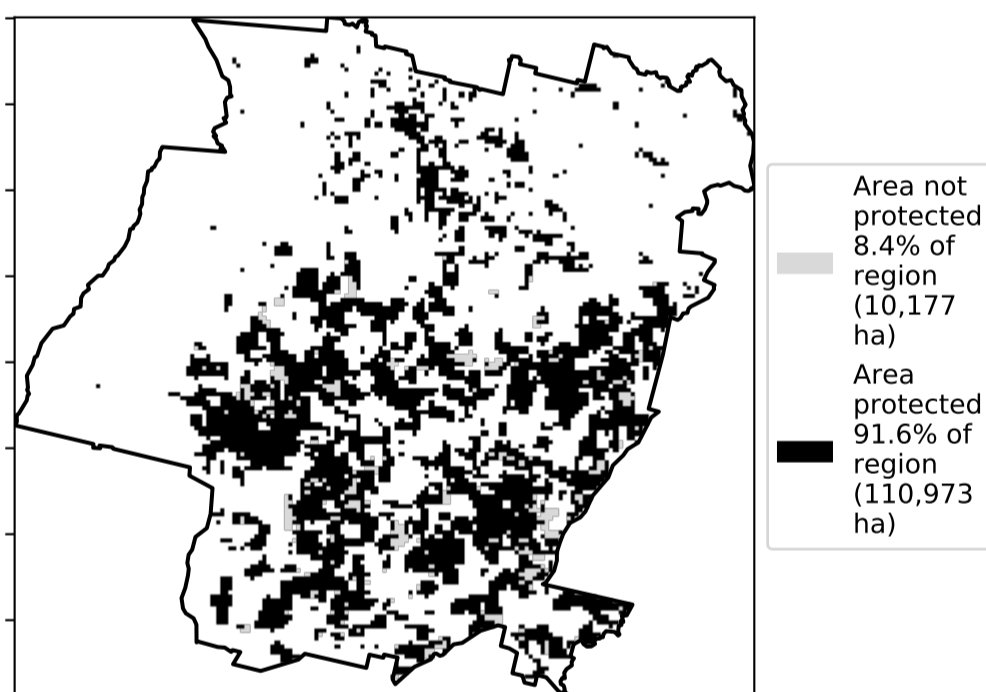 Area not
protected
8.4% of
region
(10,177
ha)
Area
protected
91.6% of
region
(110,973
ha)